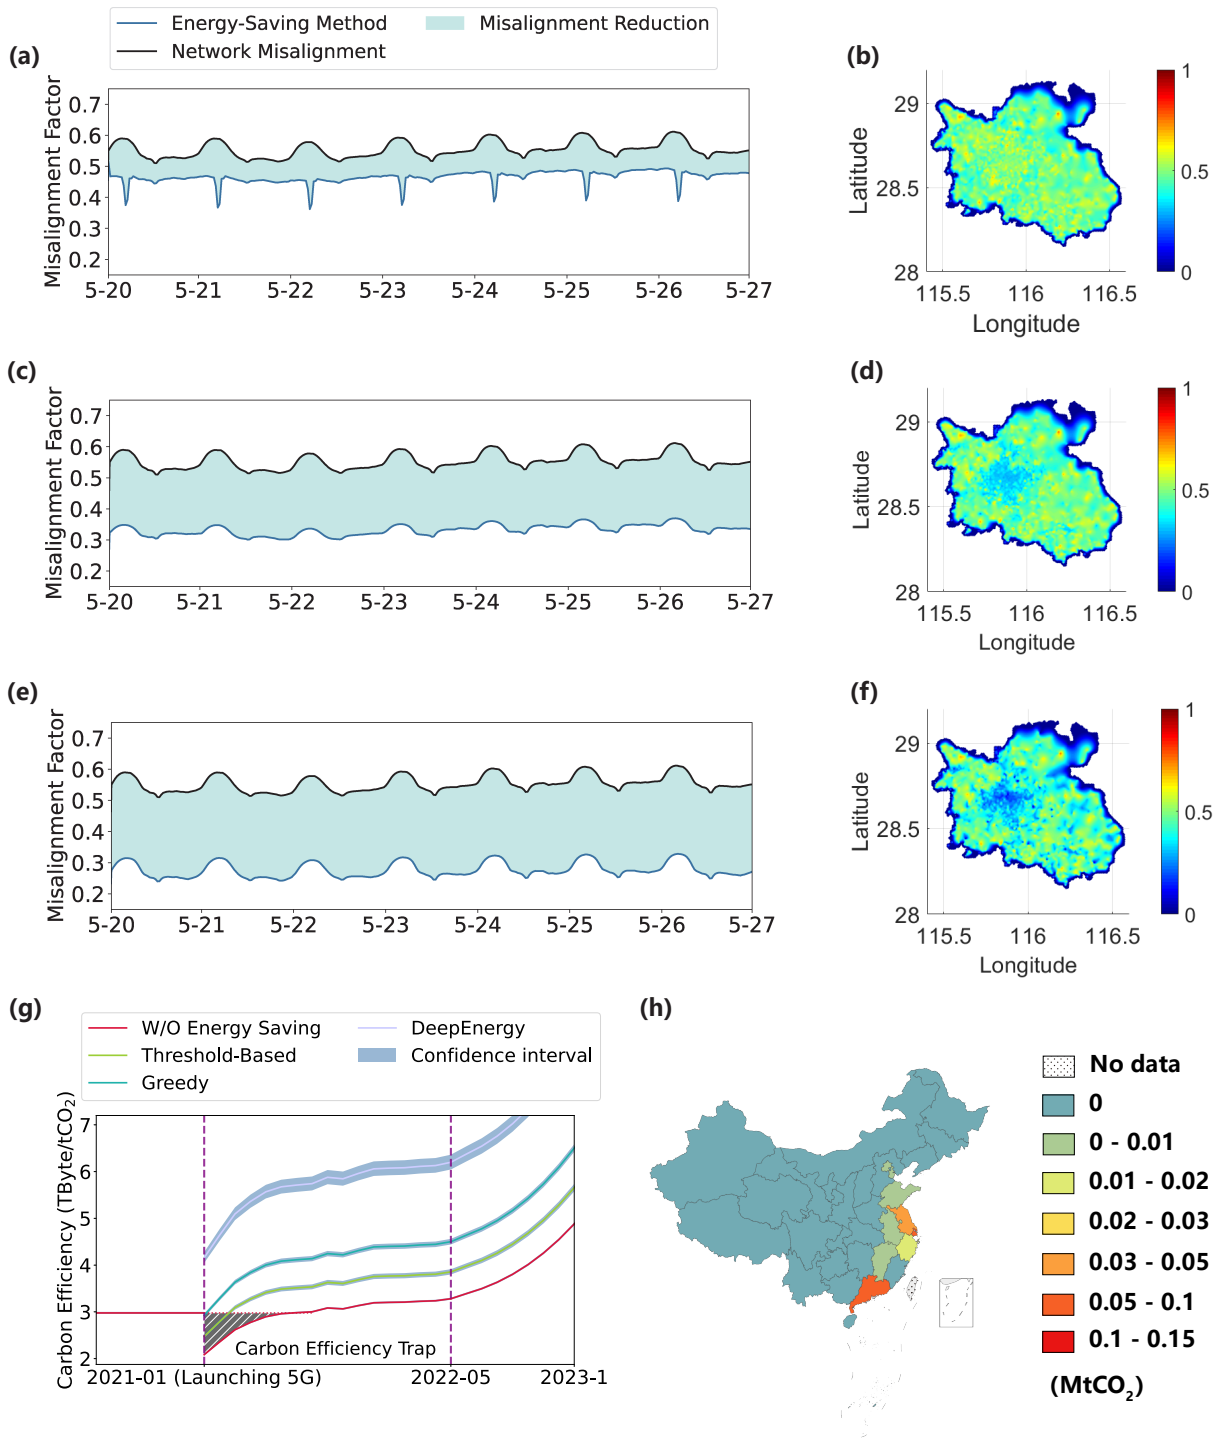 Energy-Saving Method
Misalignment Reduction
Network Misalignment
(a)
Misalignment Factor
0.7
0.6
0.5
0.4
0.3
0.2
5-20 5-21 5-22 5-23 5-24 5-25 5-26 5-27
(b)
Latitude
29
28.5
28
115.5 116 116.5
Longitude
1
0.5
0
(c)
Misalignment Factor
0.7
0.6
0.5
0.4
0.3
0.2
5-20 5-21 5-22 5-23 5-24 5-25 5-26 5-27
(d)
Latitude
29
28.5
28
115.5 116 116.5
Longitude
1
0.5
0
(e)
Misalignment Factor
0.7
0.6
0.5
0.4
0.3
0.2
5-20 5-21 5-22 5-23 5-24 5-25 5-26 5-27
(f)
Latitude
29
28.5
28
115.5 116 116.5
Longitude
1
0.5
0
(g)
W/O Energy Saving
DeepEnergy
Threshold-Based
Confidence interval
Greedy
Carbon Efficiency (TByte/tCO₂)
7
6
5
4
3
2
Carbon Efficiency Trap
2021-01 (Launching 5G) 2022-05 2023-1
(h)
No data
0
0 - 0.01
0.01 - 0.02
0.02 - 0.03
0.03 - 0.05
0.05 - 0.1
0.1 - 0.15
(MtCO₂)